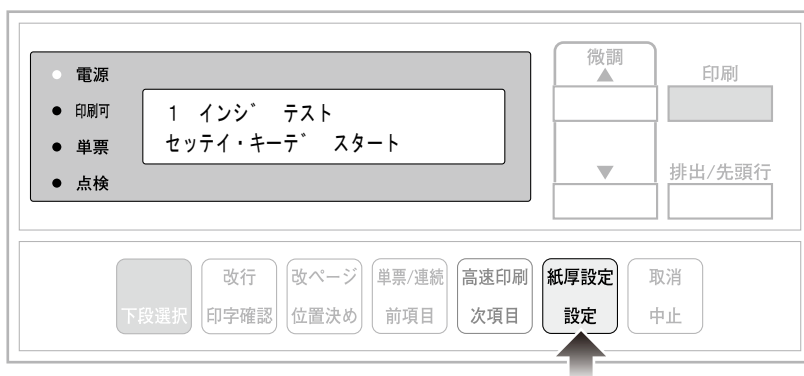 電源
印刷可
単票
点検
1 インジ テスト
セッテイ・キーデ スタート
微調
▲
▼
印刷
排出/先頭行
下段選択
改行
印字確認
改ページ
位置決め
単票/連続
前項目
高速印刷
次項目
紙厚設定
設定
取消
中止